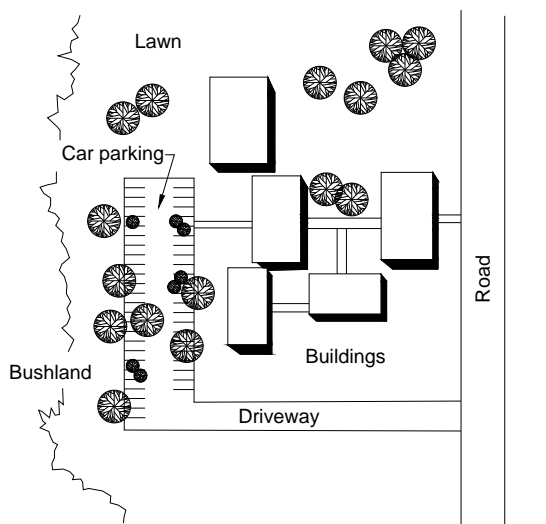 Lawn
Car parking
Road
Buildings
Bushland
Driveway